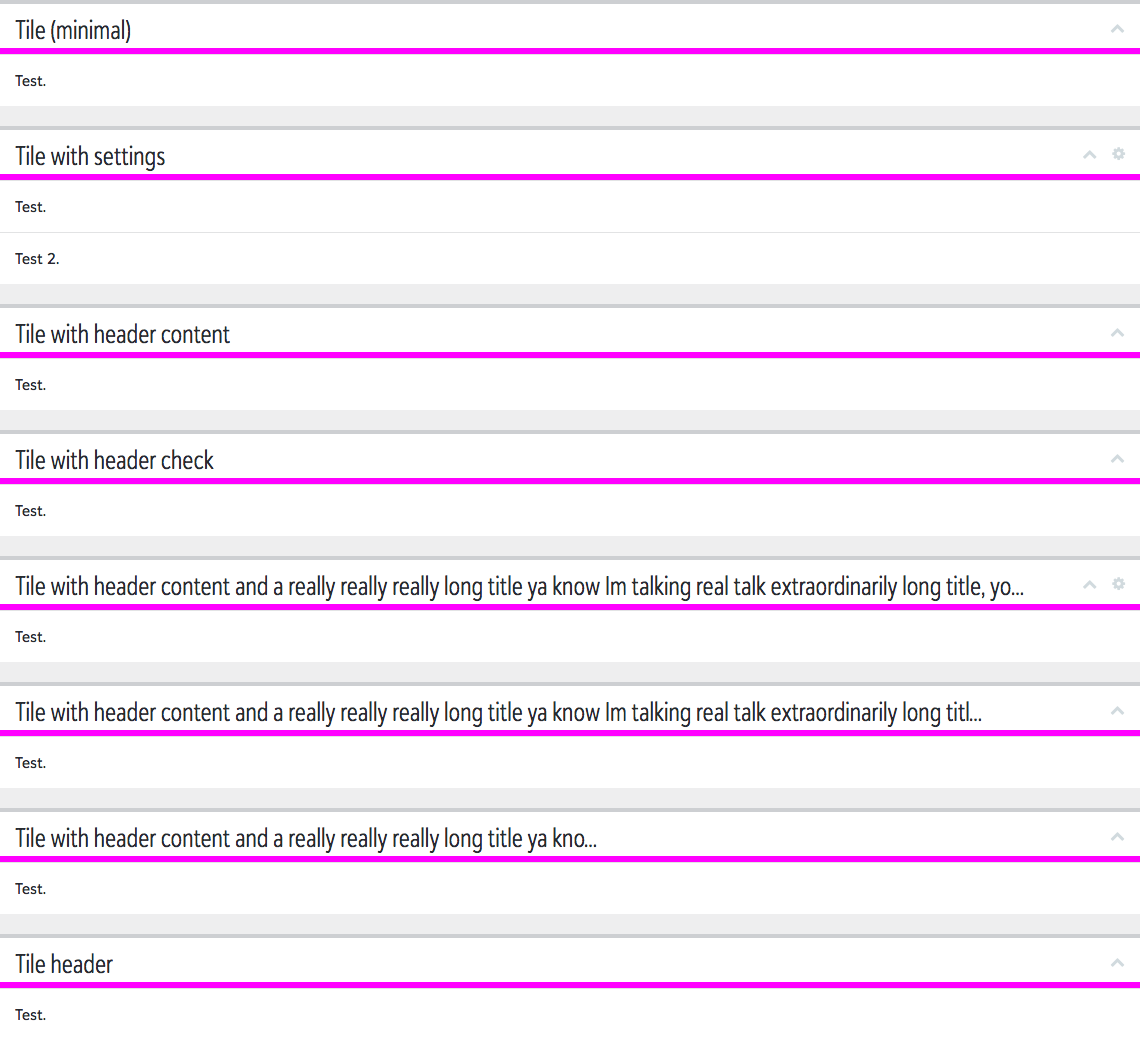 Tile (minimal)
Test.
Tile with settings
Test.
Test 2.
Tile with header content
Test.
Tile with header check
Test.
Tile with header content and a really really really long title ya know Im talking real talk extraordinarily long title, yo...
Test.
Tile with header content and a really really really long title ya know Im talking real talk extraordinarily long titl...
Test.
Tile with header content and a really really really long title ya kno...
Test.
Tile header
Test.